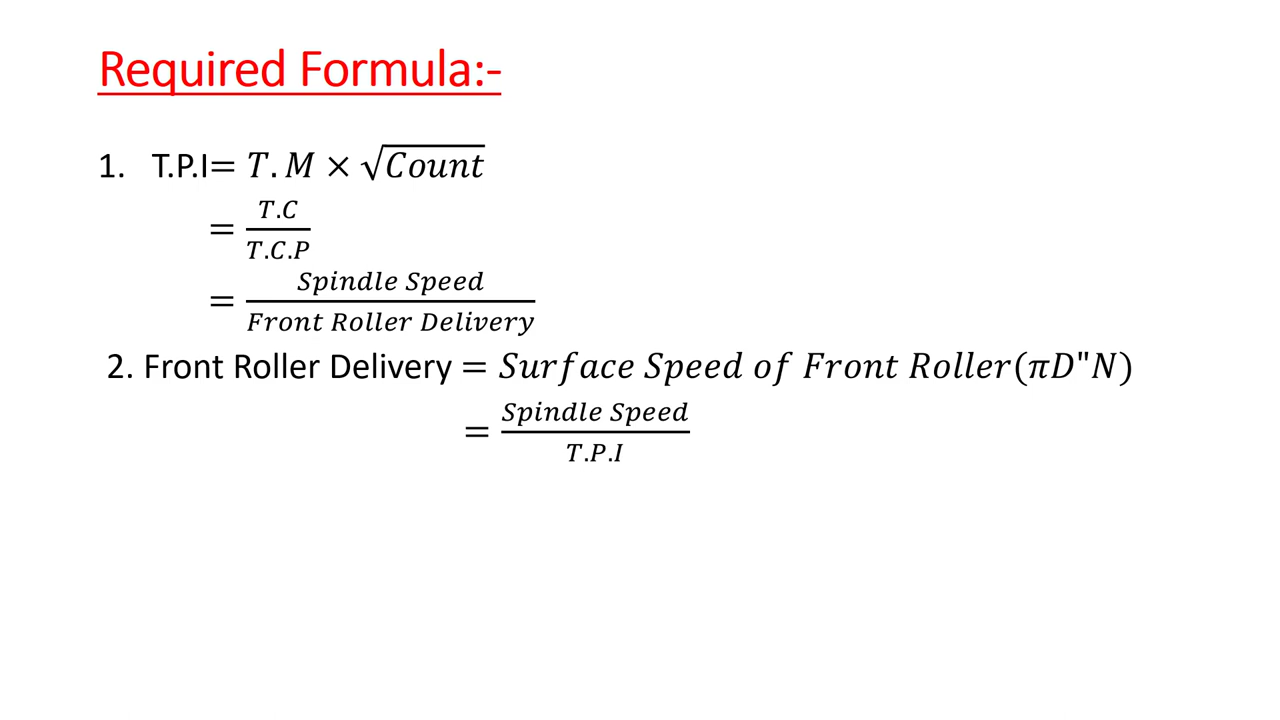 Required Formula:-
1. T.P.I= T.M × √Count
= T.C / T.C.P
= Spindle Speed / Front Roller Delivery
2. Front Roller Delivery = Surface Speed of Front Roller(πD"N)
= Spindle Speed / T.P.I